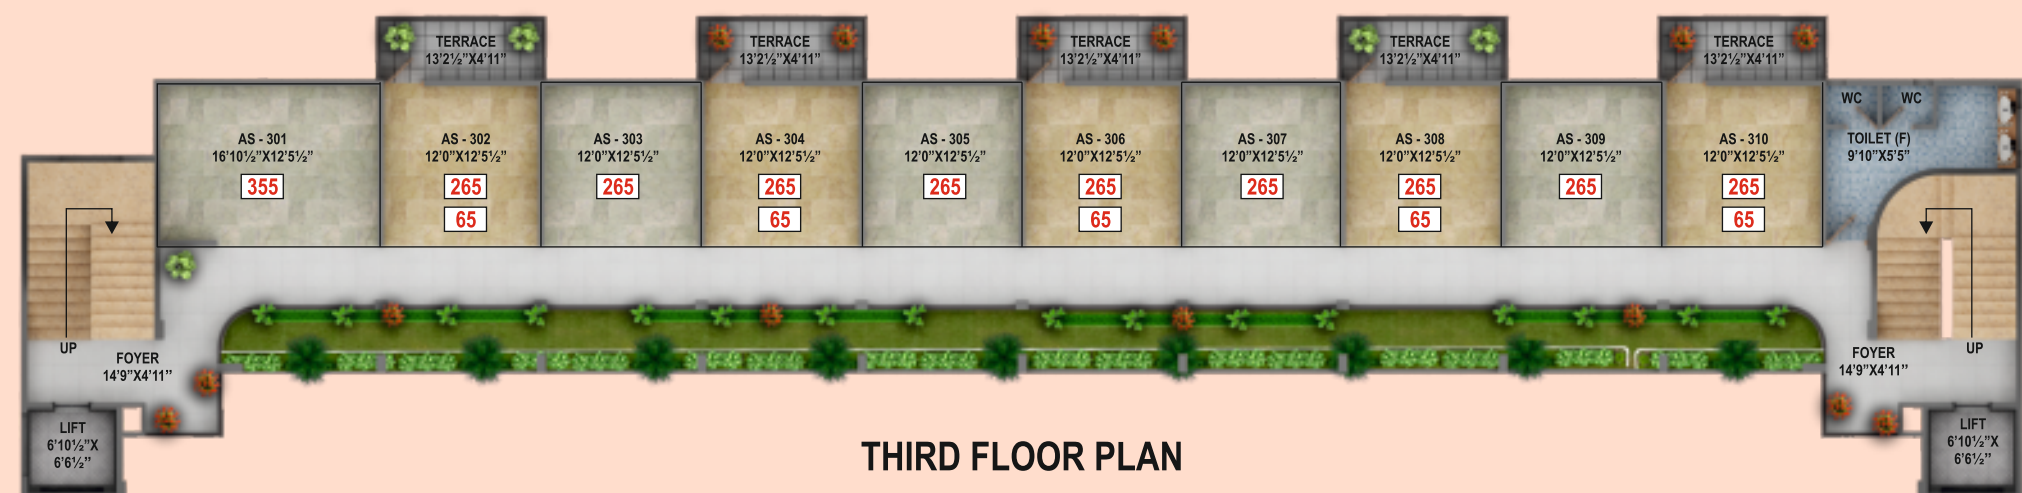 TERRACE
13'2½"X4'11"
TERRACE
13'2½"X4'11"
TERRACE
13'2½"X4'11"
TERRACE
13'2½"X4'11"
TERRACE
13'2½"X4'11"
AS - 301
16'10½"X12'5½"
355
AS - 302
12'0"X12'5½"
265
65
AS - 303
12'0"X12'5½"
265
AS - 304
12'0"X12'5½"
265
65
AS - 305
12'0"X12'5½"
265
AS - 306
12'0"X12'5½"
265
65
AS - 307
12'0"X12'5½"
265
AS - 308
12'0"X12'5½"
265
65
AS - 309
12'0"X12'5½"
265
AS - 310
12'0"X12'5½"
265
65
WC
WC
TOILET (F)
9'10"X5'5"
UP
FOYER
14'9"X4'11"
LIFT
6'10½"X
6'6½"
FOYER
14'9"X4'11"
UP
LIFT
6'10½"X
6'6½"
THIRD FLOOR PLAN